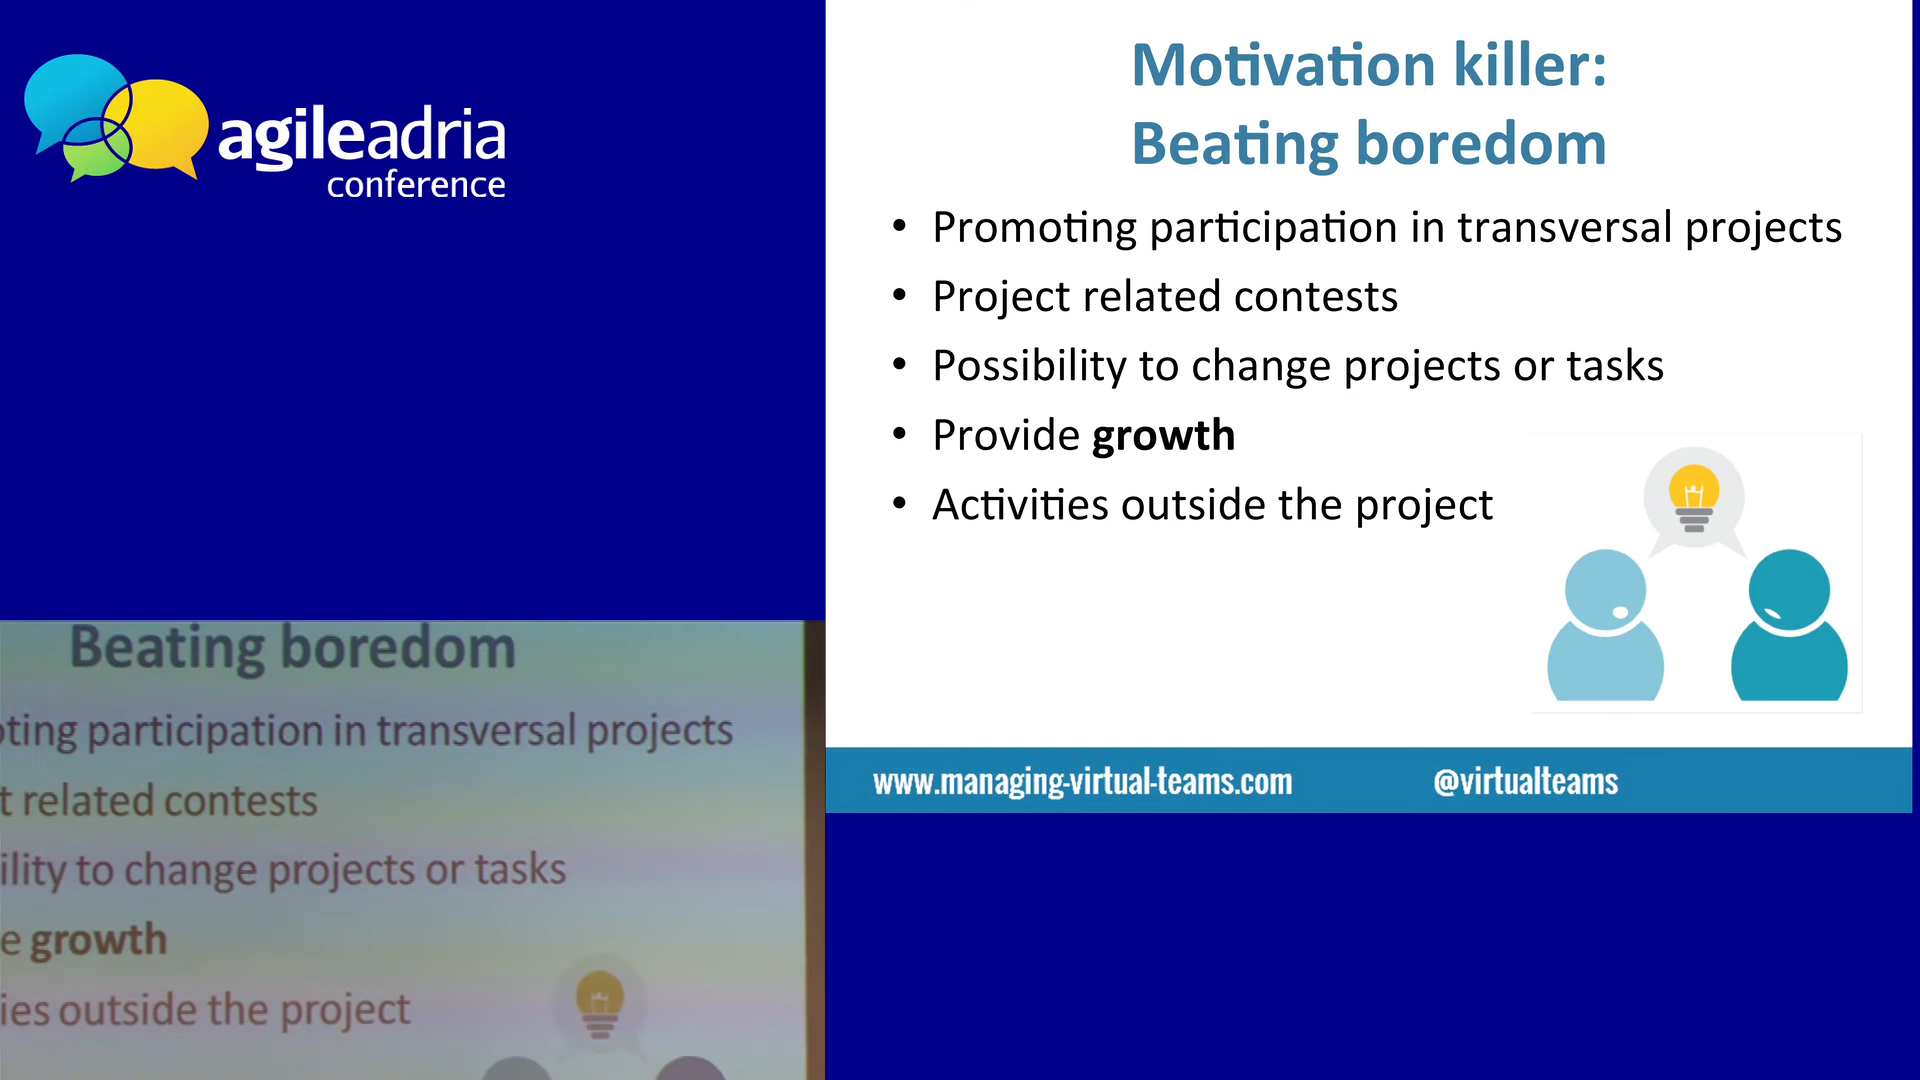 agileadria
conference
Motivation killer:
Beating boredom
• Promoting participation in transversal projects
• Project related contests
• Possibility to change projects or tasks
• Provide growth
• Activities outside the project
www.managing-virtual-teams.com @virtualteams
Beating boredom
oting participation in transversal projects
t related contests
ility to change projects or tasks
e growth
ies outside the project